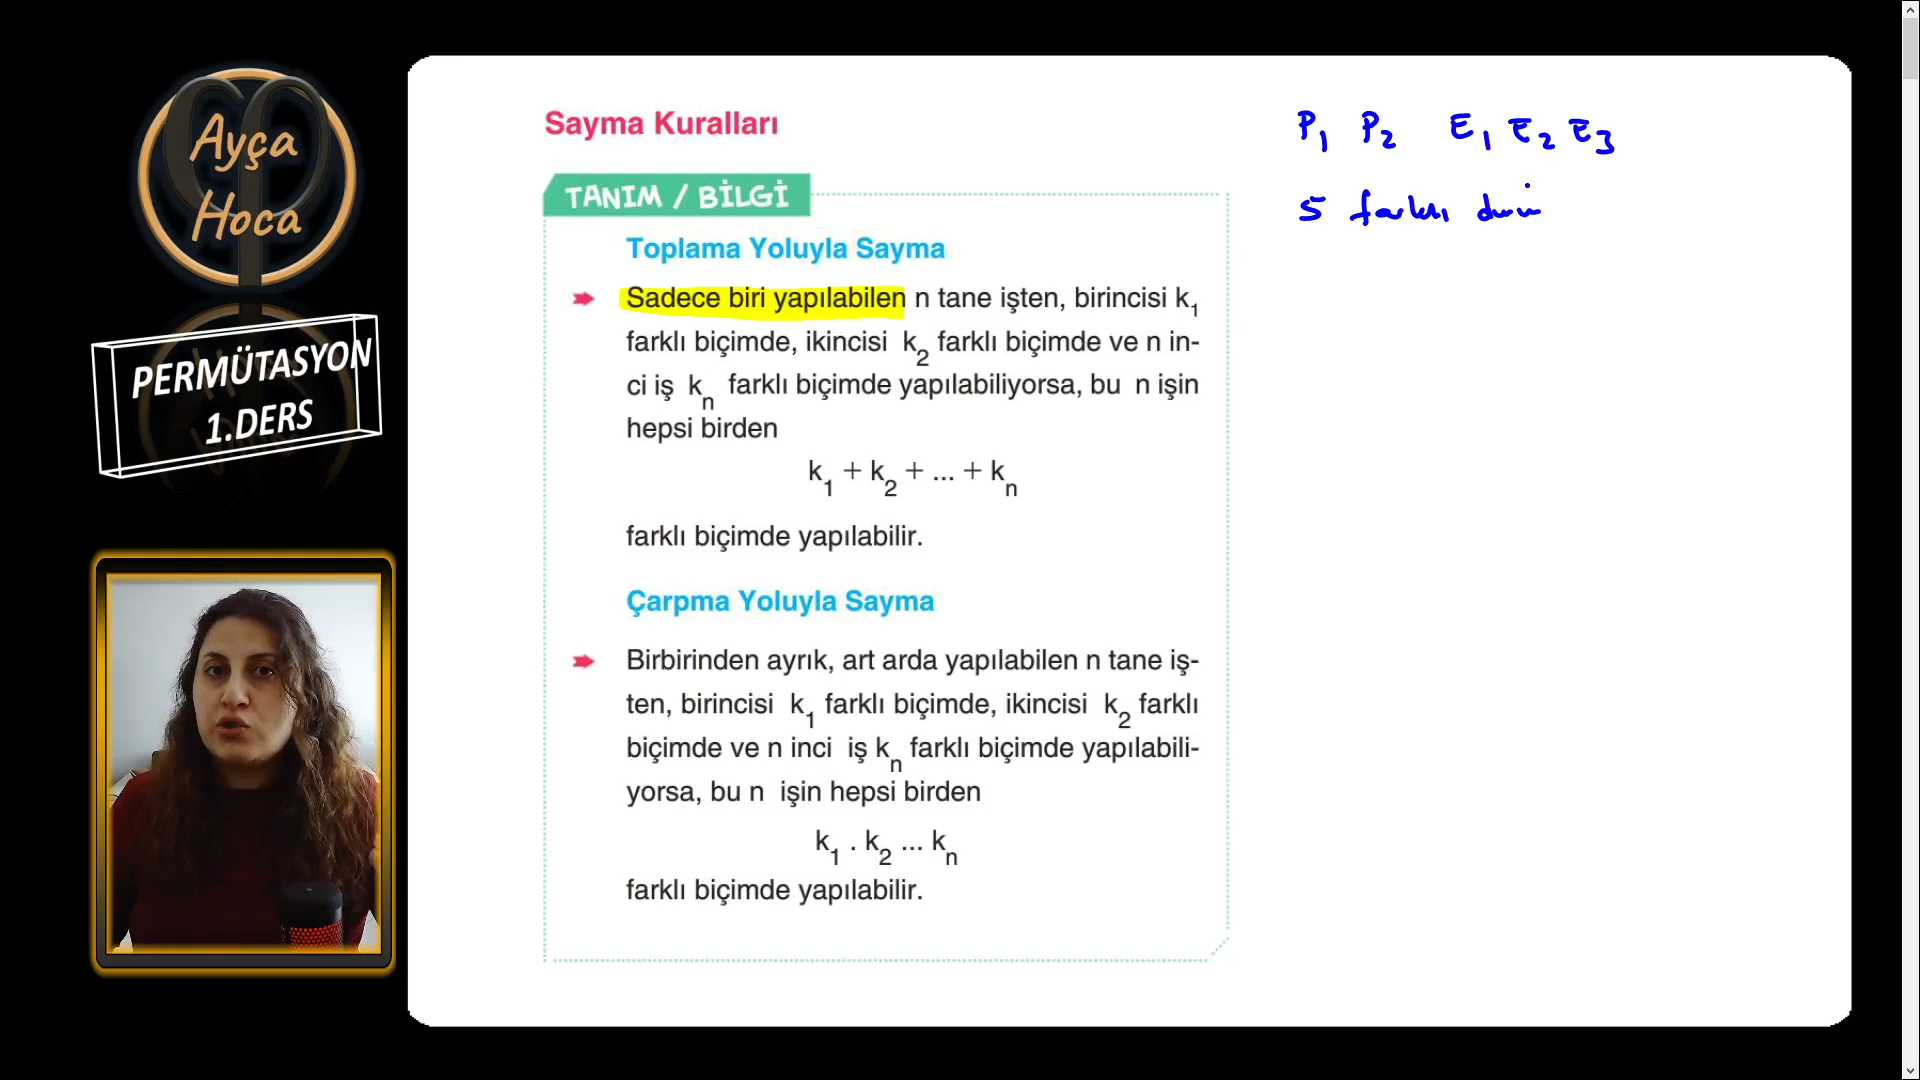 Ayça
Hoca
PERMÜTASYON
1.DERS
Sayma Kuralları
TANIM / BİLGİ
Toplama Yoluyla Sayma
Sadece biri yapılabilen n tane işten, birincisi k₁
farklı biçimde, ikincisi k₂ farklı biçimde ve n in-
ci iş kₙ farklı biçimde yapılabiliyorsa, bu n işin
hepsi birden
k₁ + k₂ + ... + kₙ
farklı biçimde yapılabilir.
Çarpma Yoluyla Sayma
Birbirinden ayrık, art arda yapılabilen n tane iş-
ten, birincisi k₁ farklı biçimde, ikincisi k₂ farklı
biçimde ve n inci iş kₙ farklı biçimde yapılabili-
yorsa, bu n işin hepsi birden
k₁ . k₂ ... kₙ
farklı biçimde yapılabilir.
P₁ P₂ E₁ E₂ E₃
5 farklı